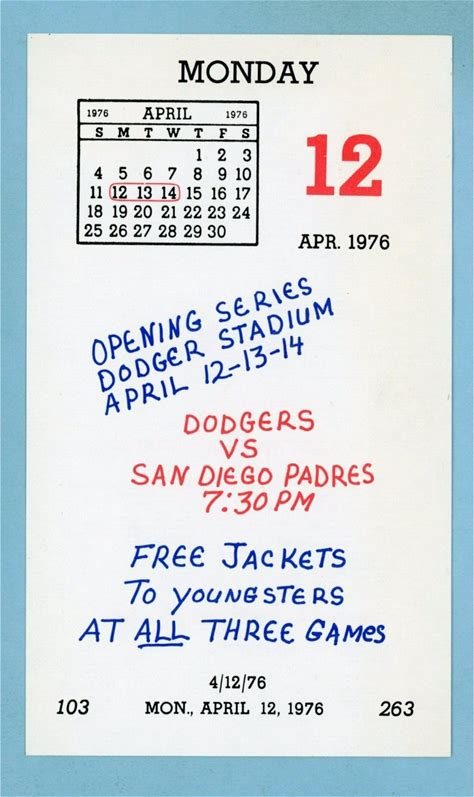 MONDAY
1976 APRIL 1976
S M T W T F S
1 2 3
4 5 6 7 8 9 10
11 12 13 14 15 16 17
18 19 20 21 22 23 24
25 26 27 28 29 30
12
APR. 1976
OPENING SERIES
DODGER STADIUM
APRIL 12-13-14
DODGERS
VS
SAN DIEGO PADRES
7:30 PM
FREE JACKETS
TO YOUNGSTERS
AT ALL THREE GAMES
4/12/76
103 MON., APRIL 12, 1976 263